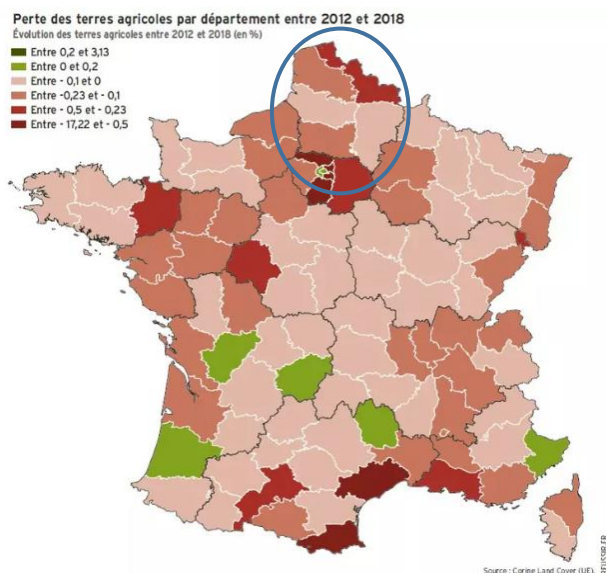 Perte des terres agricoles par département entre 2012 et 2018
Évolution des terres agricoles entre 2012 et 2018 (en %)
Entre 0,2 et 3,13
Entre 0 et 0,2
Entre - 0,1 et 0
Entre -0,23 et - 0,1
Entre - 0,5 et - 0,23
Entre - 17,22 et - 0,5
Source : Corine Land Cover (UE).